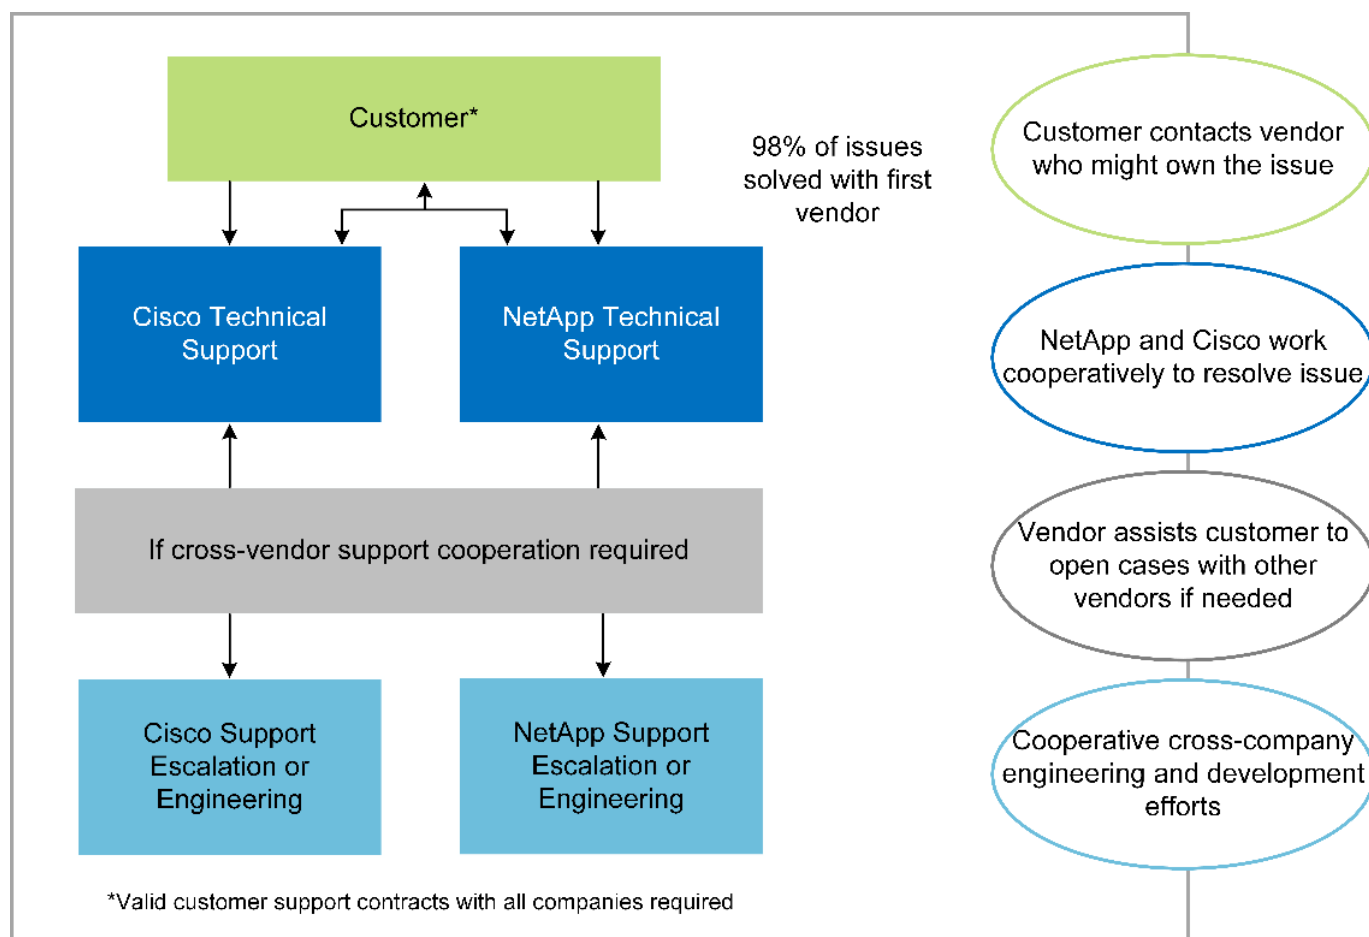 Customer*
98% of issues
solved with first
vendor
Cisco Technical
Support
NetApp Technical
Support
If cross-vendor support cooperation required
Cisco Support
Escalation or
Engineering
NetApp Support
Escalation or
Engineering
*Valid customer support contracts with all companies required
Customer contacts vendor
who might own the issue
NetApp and Cisco work
cooperatively to resolve issue
Vendor assists customer to
open cases with other
vendors if needed
Cooperative cross-company
engineering and development
efforts